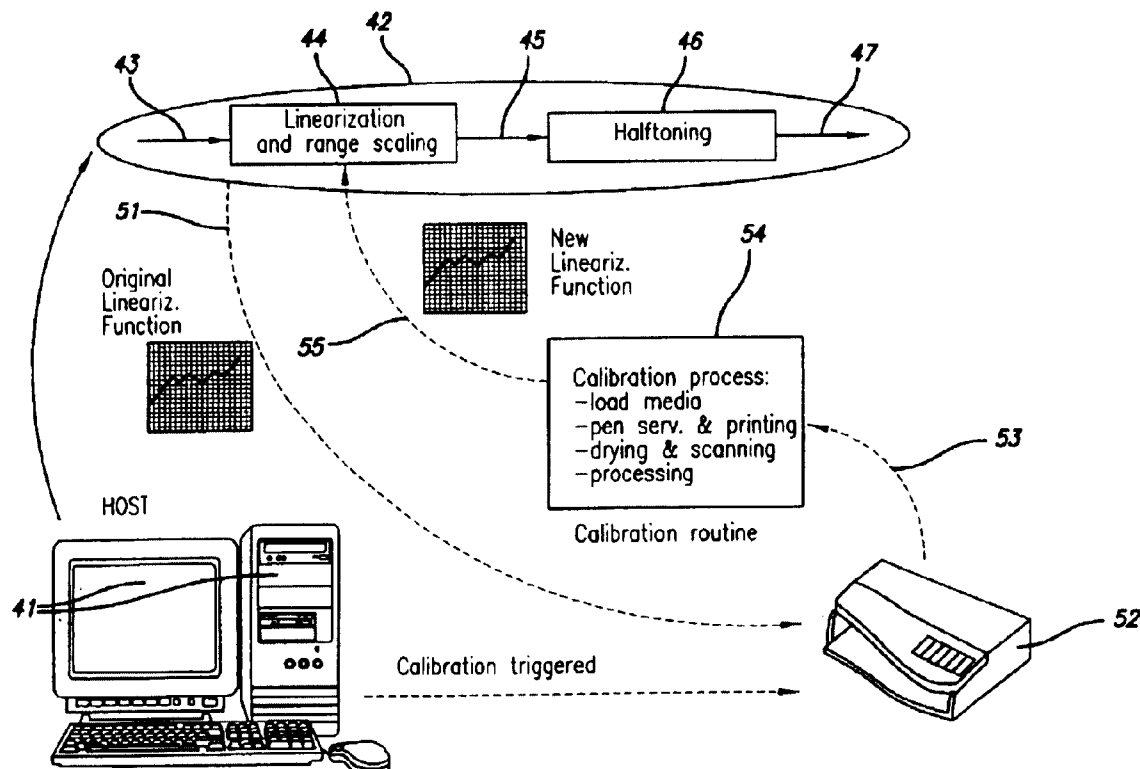 42
44
45
46
47
43
Linearization
and range scaling
Halftoning
51
Original
Lineariz.
Function
New
Lineariz.
Function
55
54
Calibration process:
-load media
-pen serv. & printing
-drying & scanning
-processing
53
Calibration routine
HOST
41
Calibration triggered
52